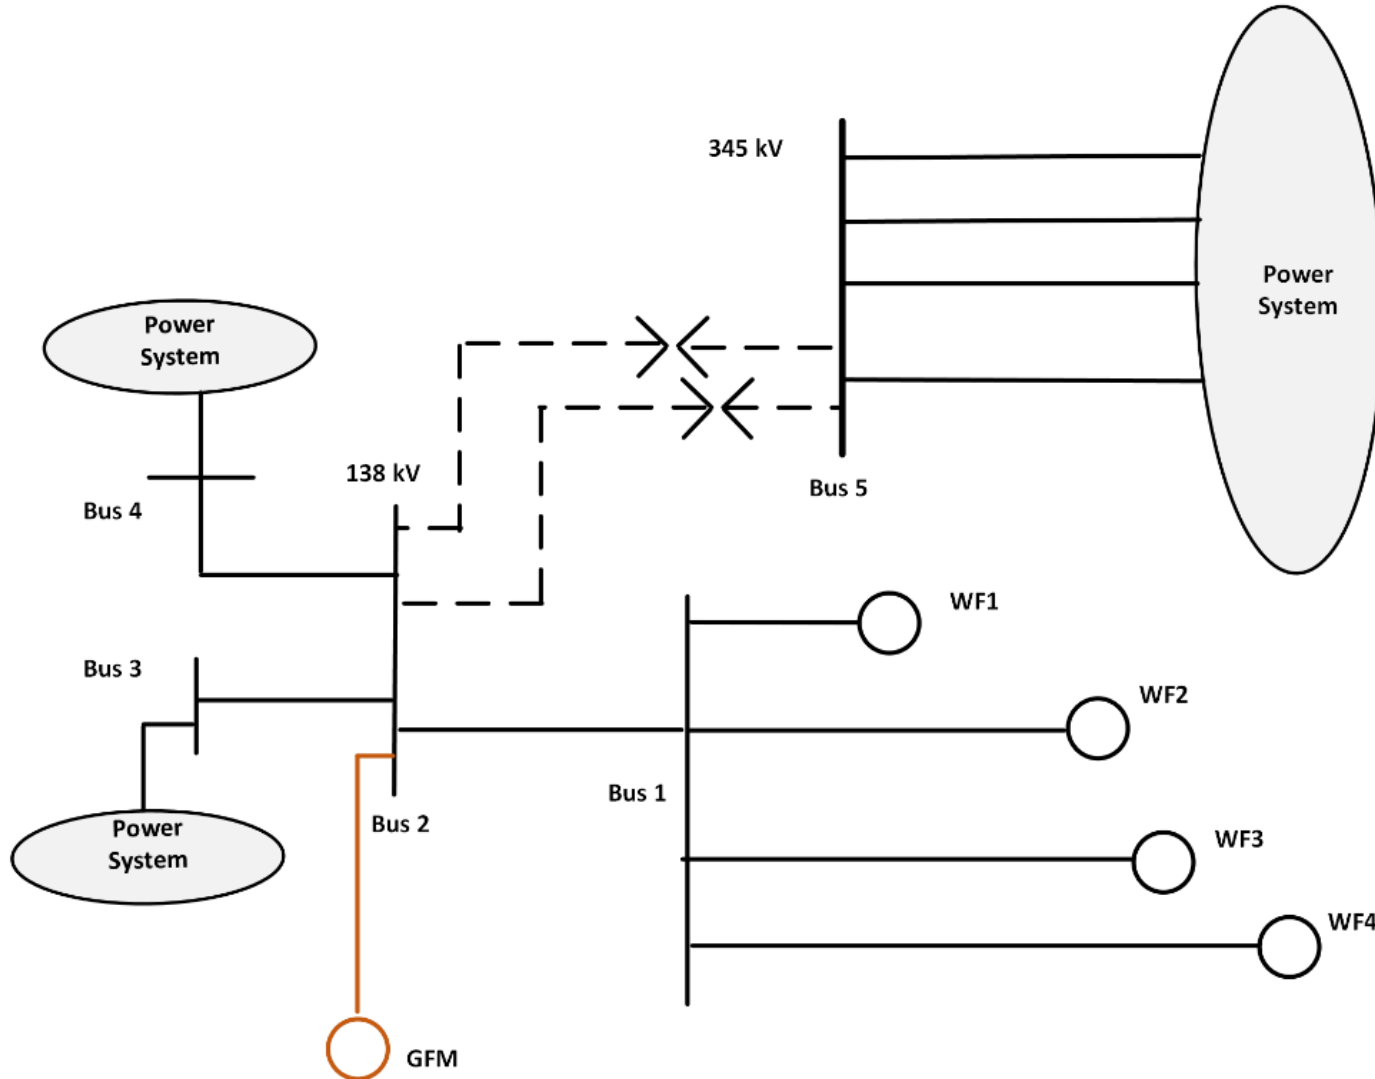 345 kV
Power
System
Power
System
138 kV
Bus 5
Bus 4
WF1
Bus 3
WF2
Bus 1
Power
System
Bus 2
WF3
WF4
GFM